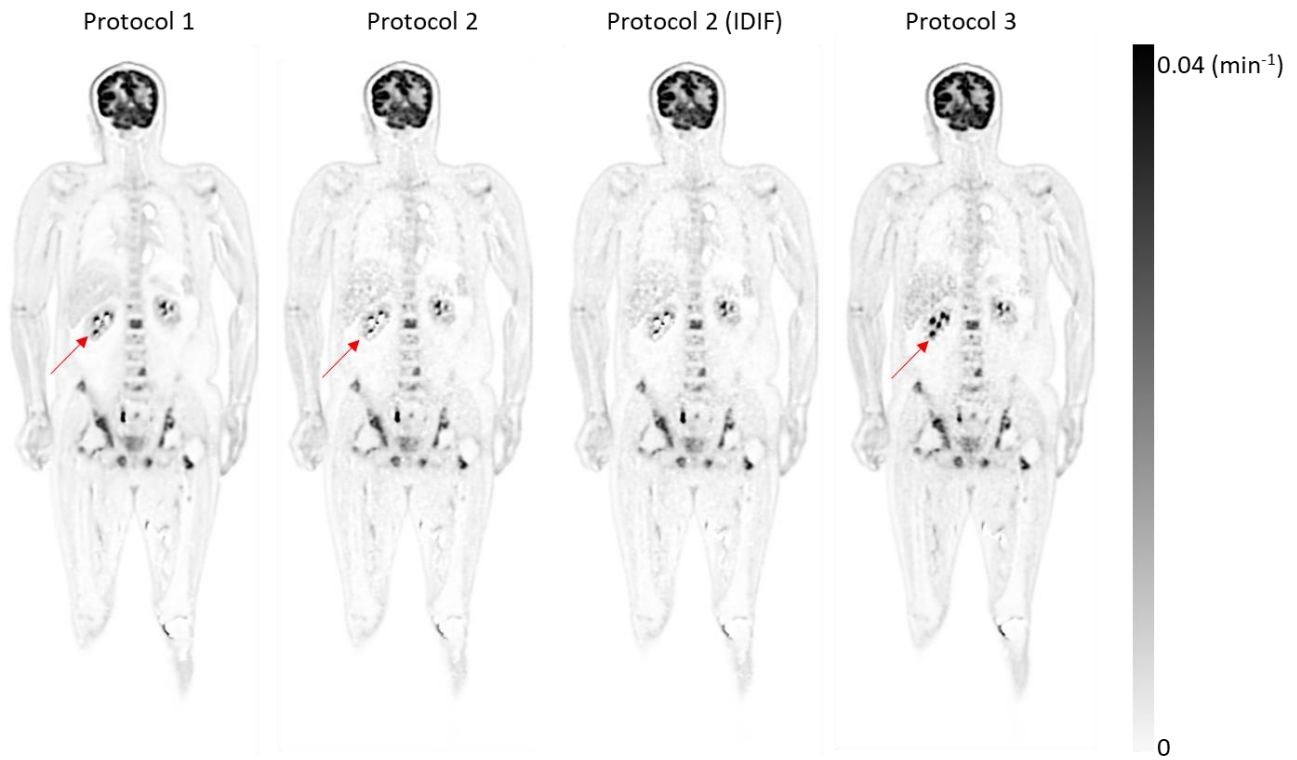 Protocol 1
Protocol 2
Protocol 2 (IDIF)
Protocol 3
0.04 (min⁻¹)
0